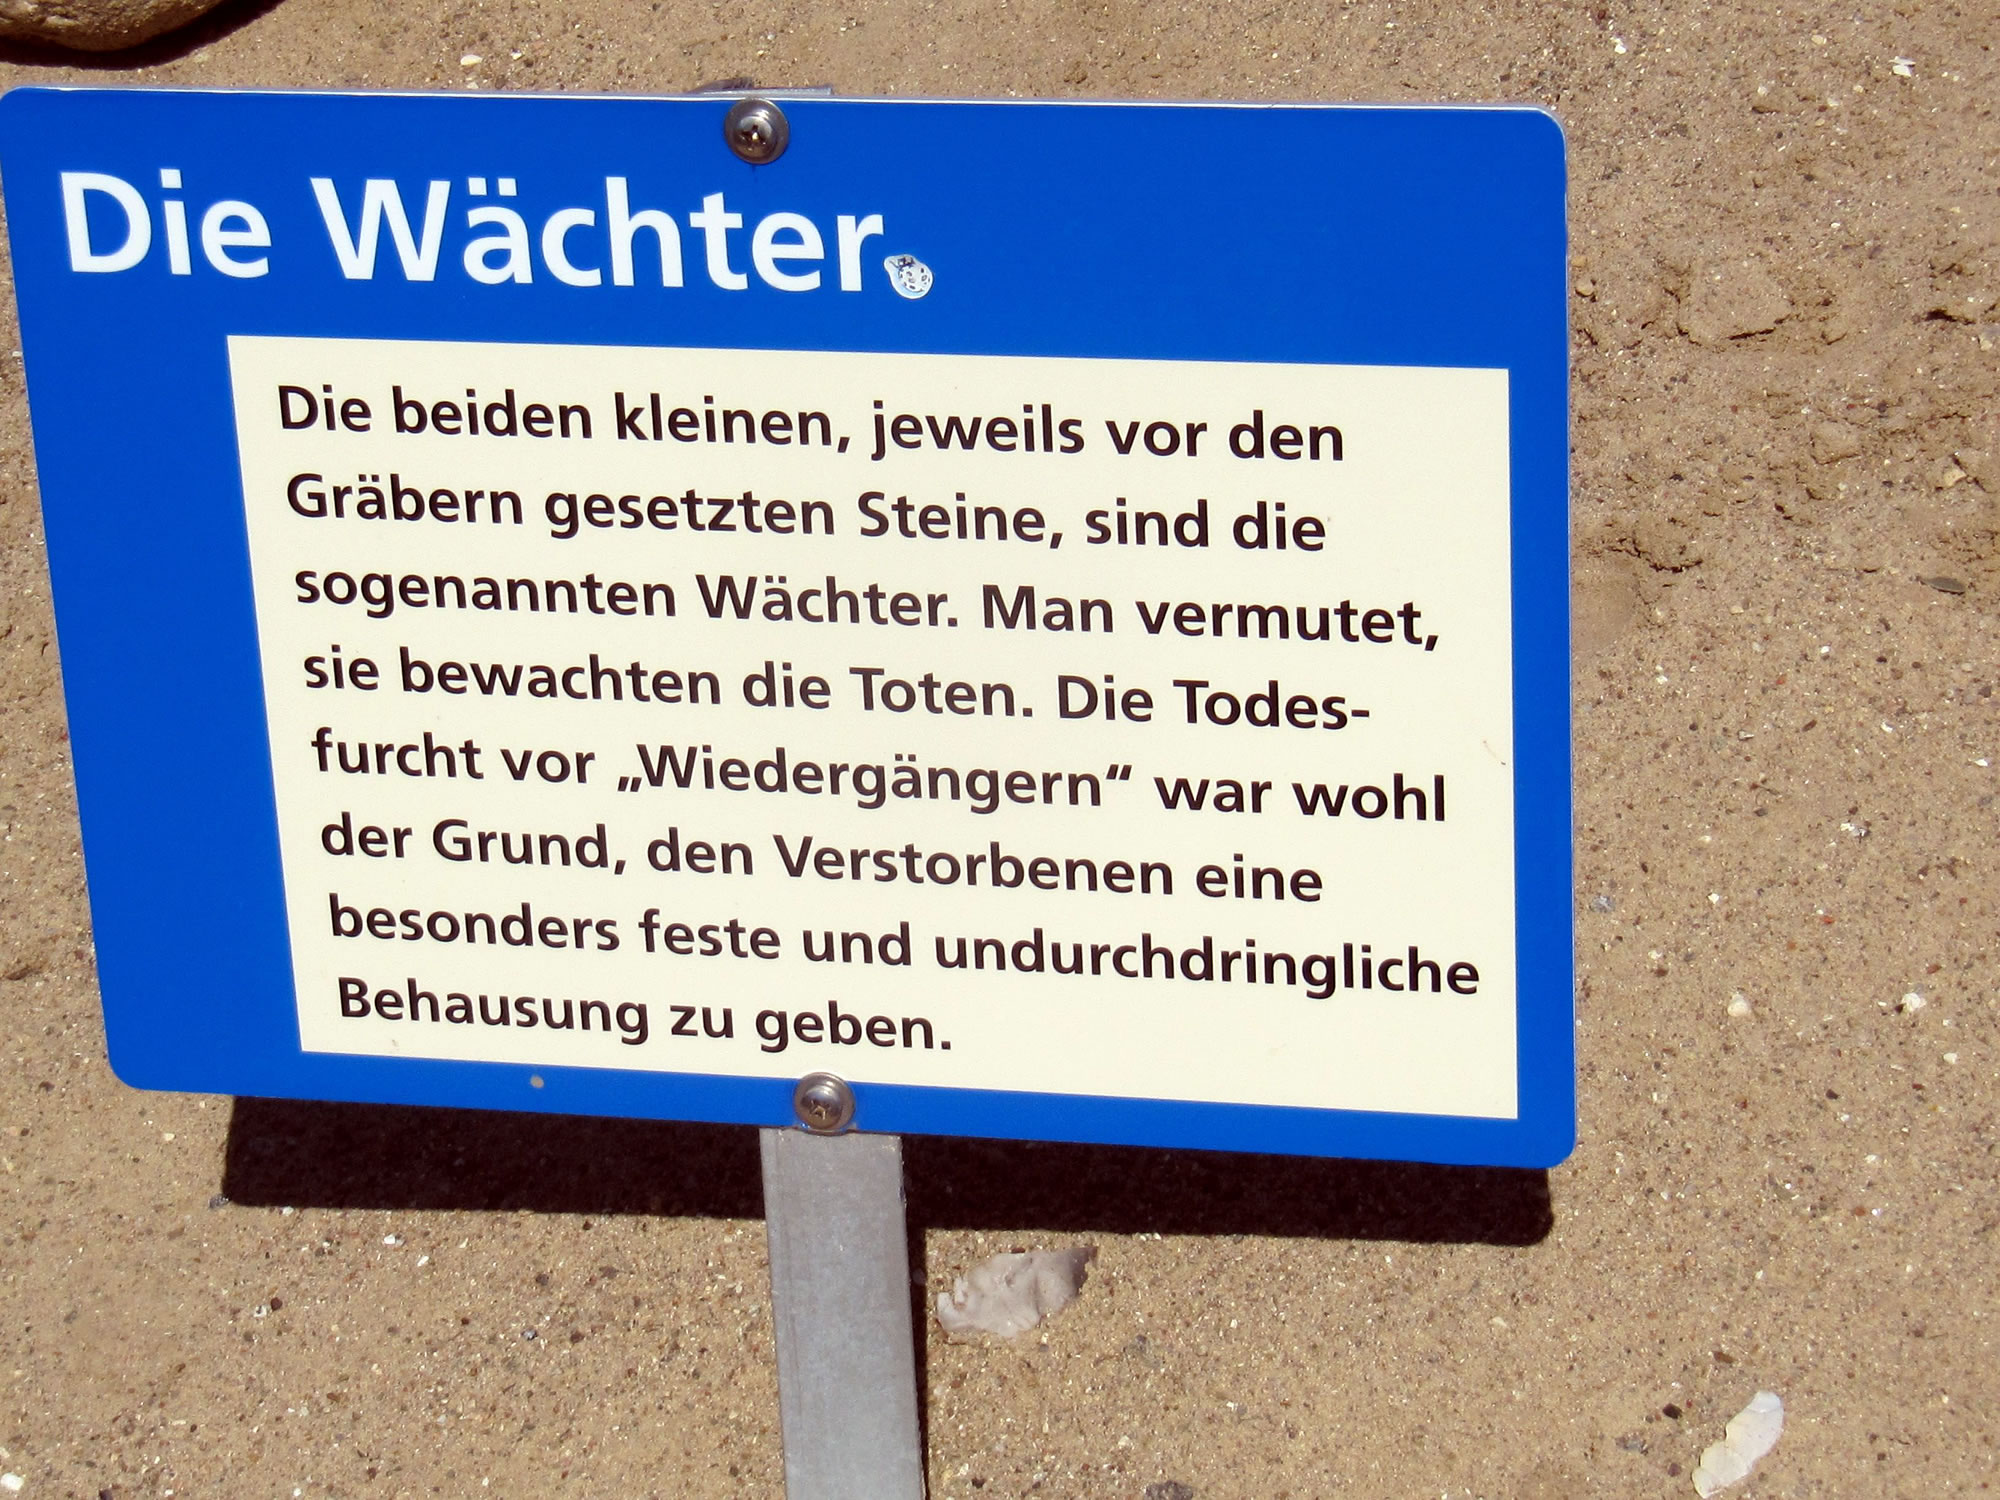 Die Wächter.
Die beiden kleinen, jeweils vor den
Gräbern gesetzten Steine, sind die
sogenannten Wächter. Man vermutet,
sie bewachten die Toten. Die Todes-
furcht vor „Wiedergängern“ war wohl
der Grund, den Verstorbenen eine
besonders feste und undurchdringliche
Behausung zu geben.